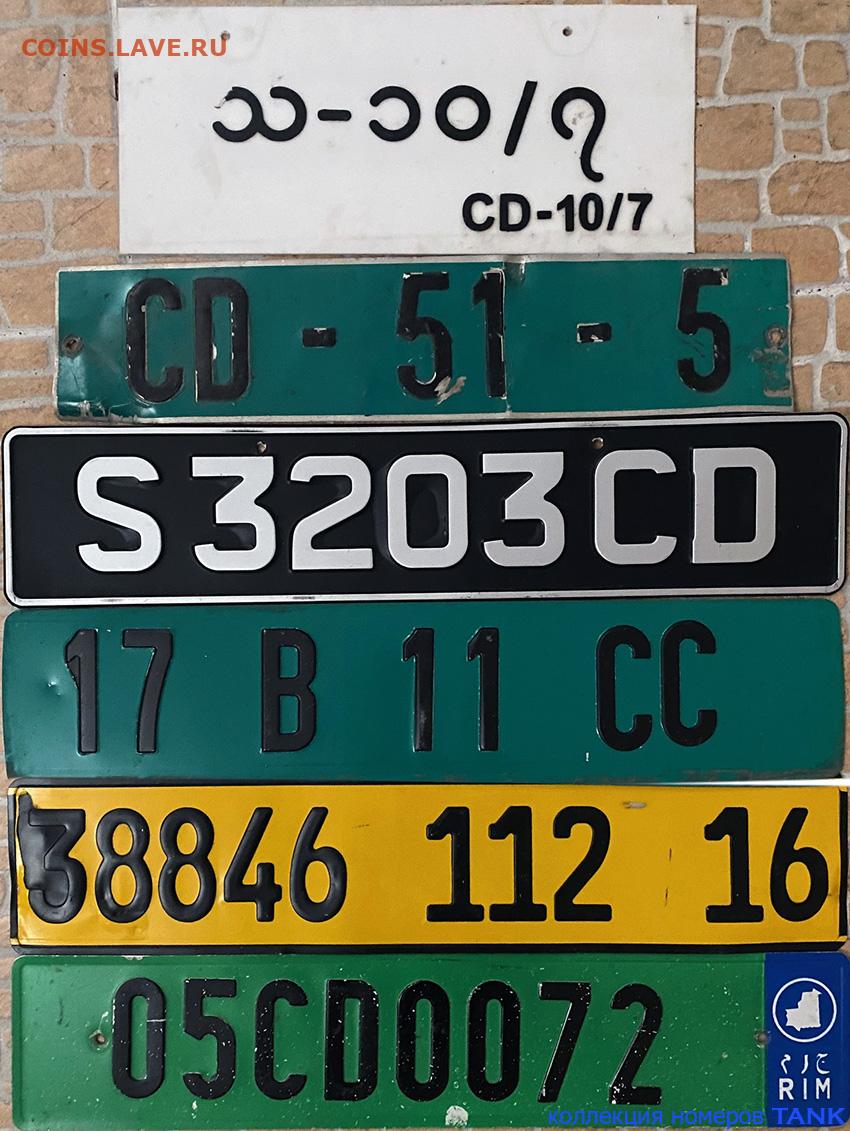 COINS.LAVE.RU
သ-၁၀/၇
CD-10/7
CD - 51 - 5
S 3203 CD
17 B 11 CC
38846 112 16
05CD0072
RIM
коллекция номеров TANK